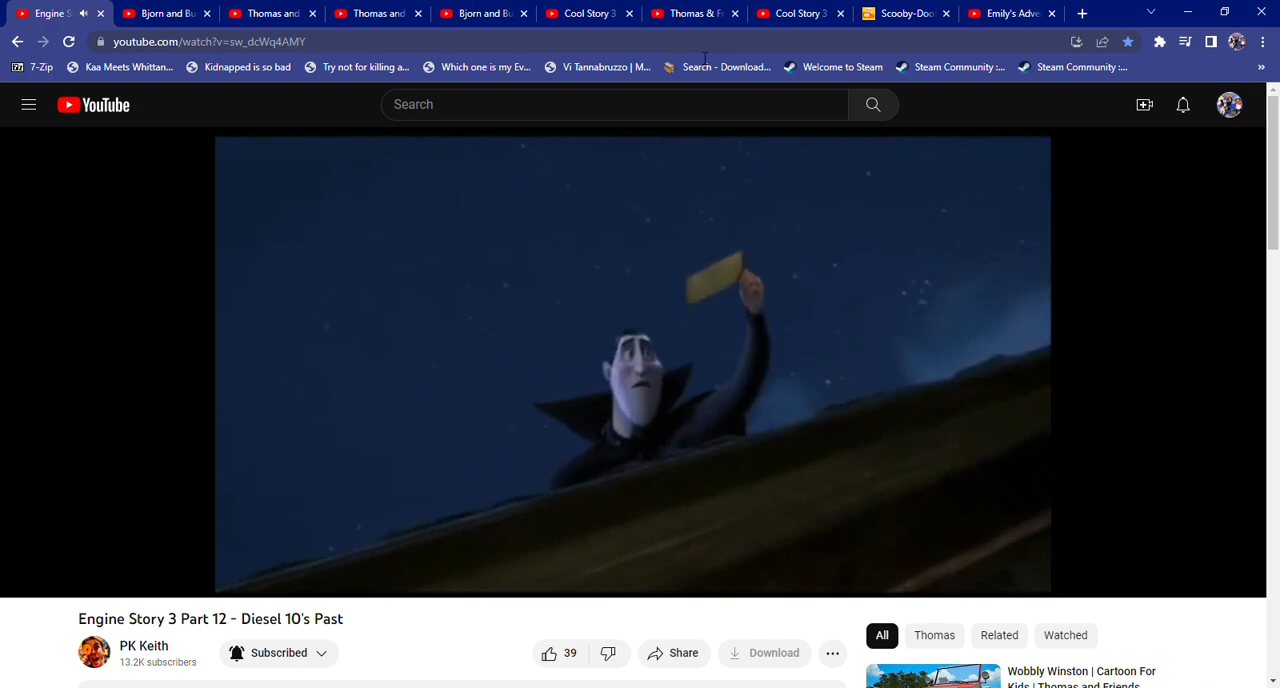 Engine S
Bjorn and Bu
Thomas and
Thomas and
Bjorn and Bu
Cool Story 3
Thomas & Fr
Cool Story 3
Scooby-Doo
Emily's Adve
youtube.com/watch?v=sw_dcWq4AMY
7z 7-Zip
Kaa Meets Whittan...
Kidnapped is so bad
Try not for killing a...
Which one is my Ev...
Vi Tannabruzzo | M...
Search - Download...
Welcome to Steam
Steam Community :...
Steam Community :...
YouTube
Search
Engine Story 3 Part 12 - Diesel 10's Past
PK Keith
13.2K subscribers
Subscribed
39
Share
Download
All
Thomas
Related
Watched
Wobbly Winston | Cartoon For
Kids | Thomas and Friends